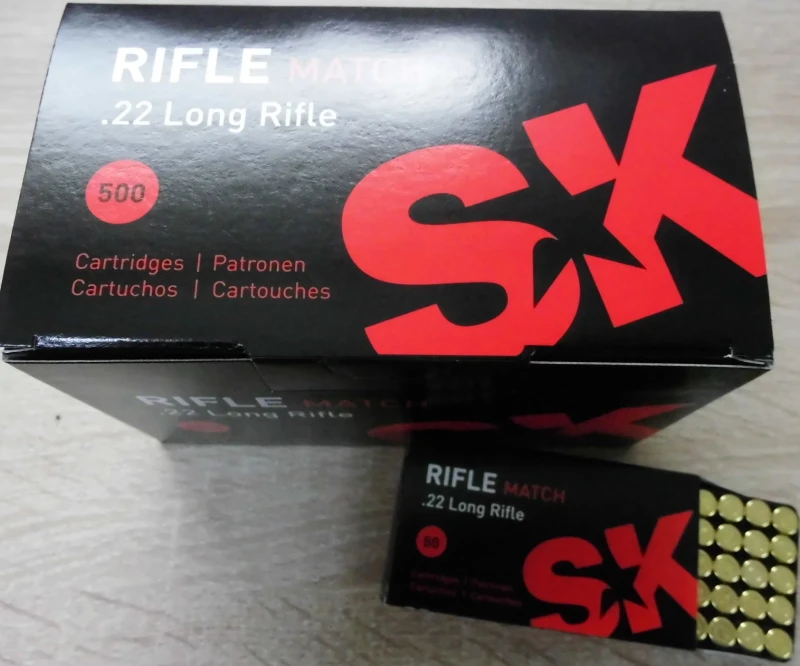 RIFLE MATCH
.22 Long Rifle
500
Cartridges | Patronen
Cartuchos | Cartouches
SK
RIFLE MATCH
.22 Long Rifle
RIFLE MATCH
.22 Long Rifle
50
Cartridges | Patronen
Cartuchos | Cartouches
SK